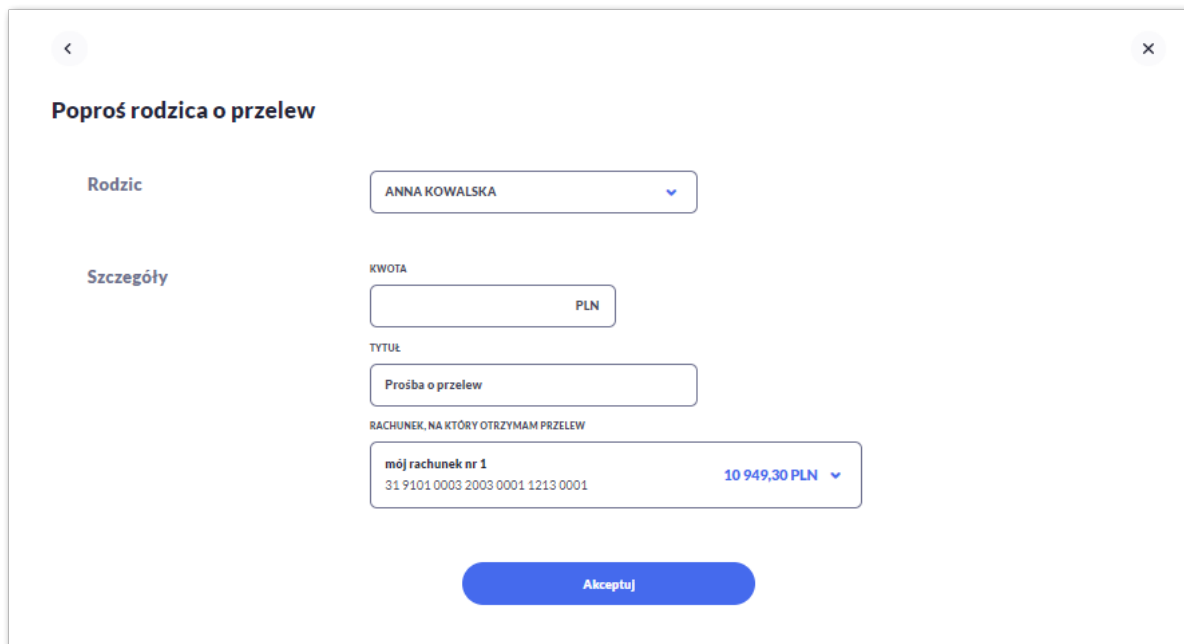 Poproś rodzica o przelew
Rodzic
ANNA KOWALSKA
Szczegóły
KWOTA
PLN
TYTUŁ
Prośba o przelew
RACHUNEK, NA KTÓRY OTRZYMAM PRZELEW
mój rachunek nr 1
10 949,30 PLN
31 9101 0003 2003 0001 1213 0001
Akceptuj